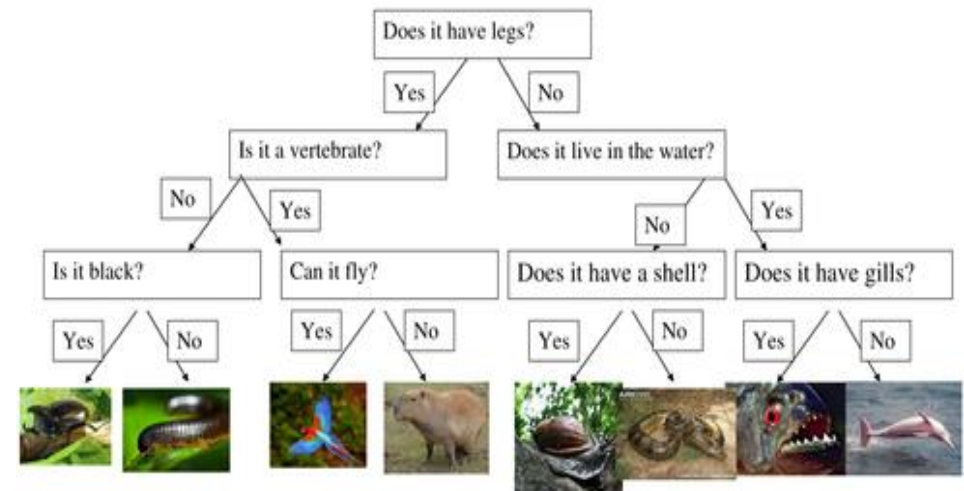 Does it have legs?
Yes
No
Is it a vertebrate?
Does it live in the water?
No
Yes
No
Yes
Is it black?
Can it fly?
Does it have a shell?
Does it have gills?
Yes
No
Yes
No
Yes
No
Yes
No